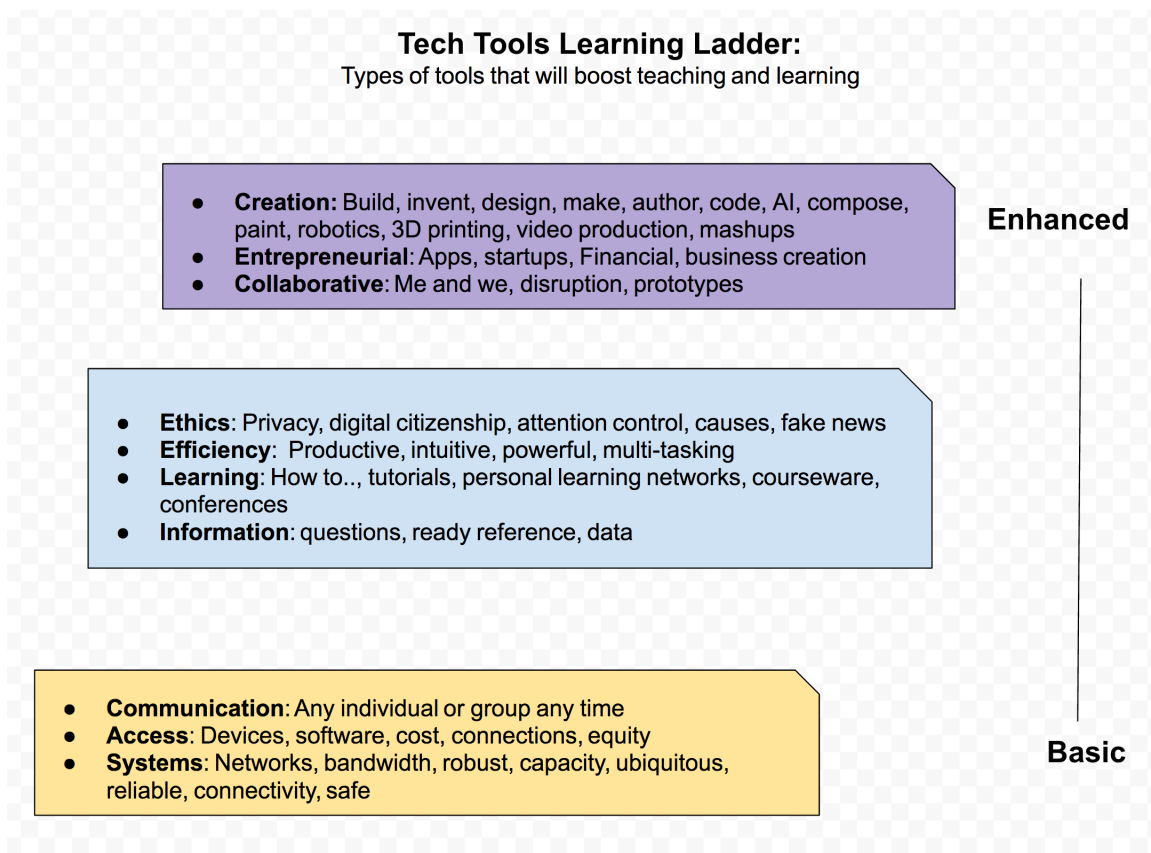 Tech Tools Learning Ladder:
Types of tools that will boost teaching and learning
● Creation: Build, invent, design, make, author, code, AI, compose,
paint, robotics, 3D printing, video production, mashups
● Entrepreneurial: Apps, startups, Financial, business creation
● Collaborative: Me and we, disruption, prototypes
Enhanced
● Ethics: Privacy, digital citizenship, attention control, causes, fake news
● Efficiency: Productive, intuitive, powerful, multi-tasking
● Learning: How to.., tutorials, personal learning networks, courseware,
conferences
● Information: questions, ready reference, data
● Communication: Any individual or group any time
● Access: Devices, software, cost, connections, equity
● Systems: Networks, bandwidth, robust, capacity, ubiquitous,
reliable, connectivity, safe
Basic